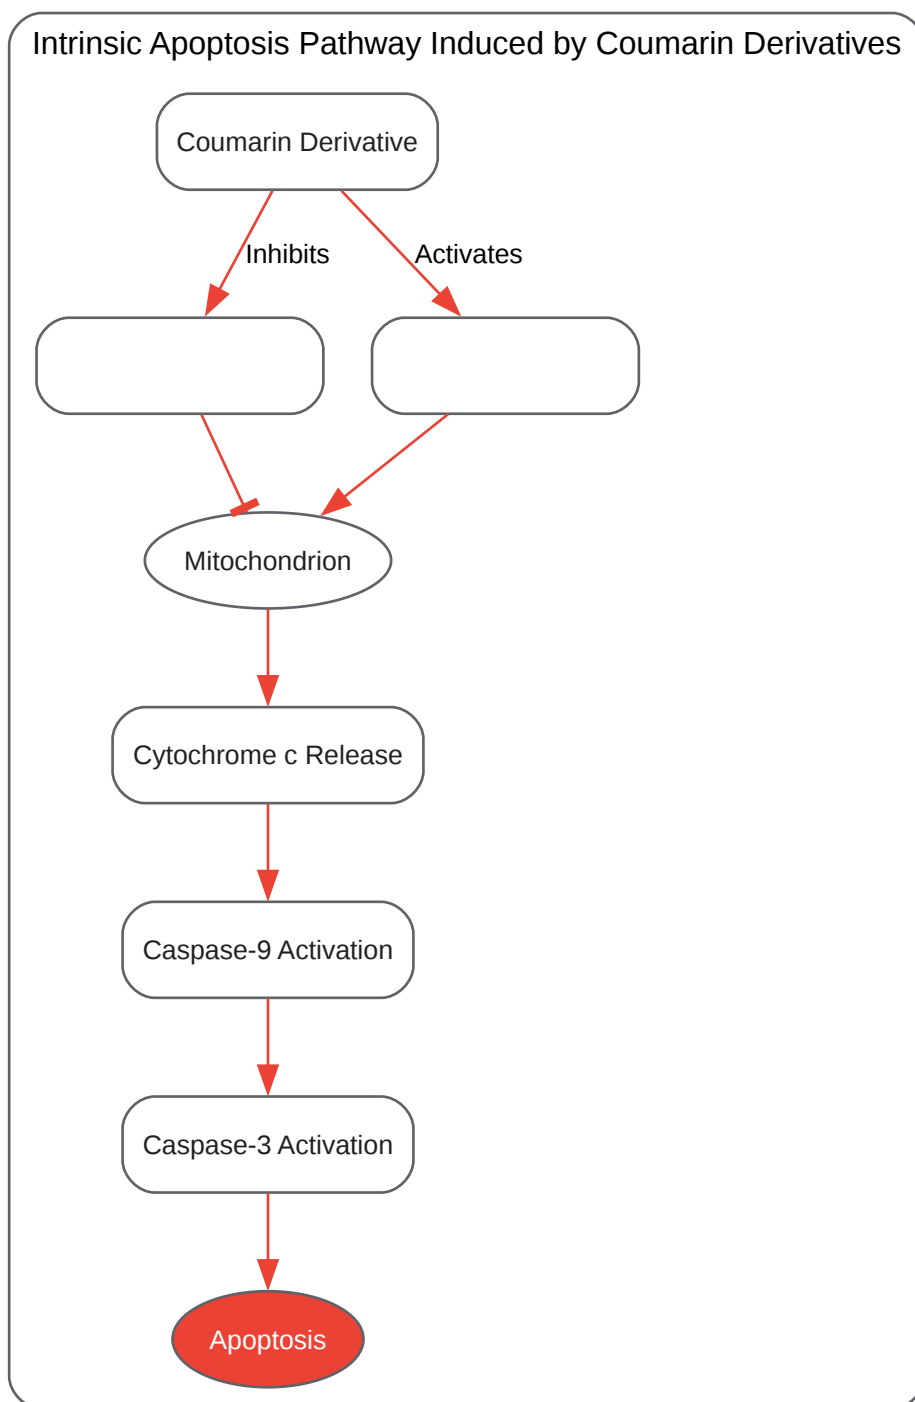 Intrinsic Apoptosis Pathway Induced by Coumarin Derivatives
Coumarin Derivative
Inhibits
Activates
Mitochondrion
Cytochrome c Release
Caspase-9 Activation
Caspase-3 Activation
Apoptosis